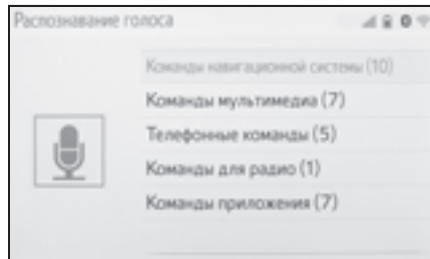 Распознавание голоса
Команды навигационной системы (10)
Команды мультимедиа (7)
Телефонные команды (5)
Команды для радио (1)
Команды приложения (7)